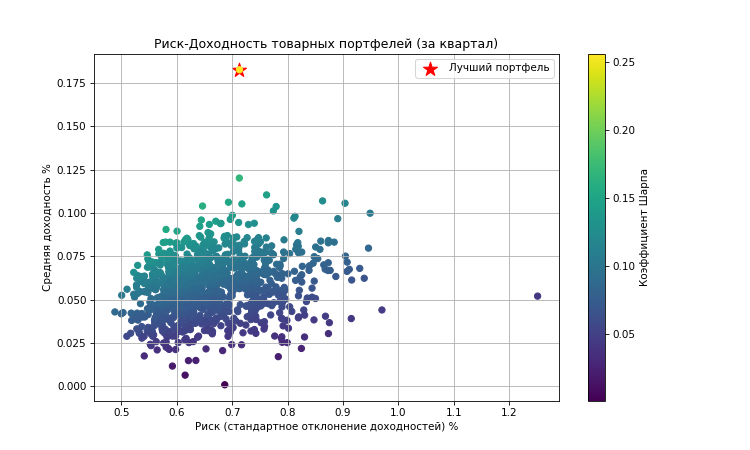 Риск-Доходность товарных портфелей (за квартал)
Лучший портфель
Средняя доходность %
0.175
0.150
0.125
0.100
0.075
0.050
0.025
0.000
0.5 0.6 0.7 0.8 0.9 1.0 1.1 1.2
Риск (стандартное отклонение доходностей) %
0.25
0.20
0.15
0.10
0.05
Коэффициент Шарпа